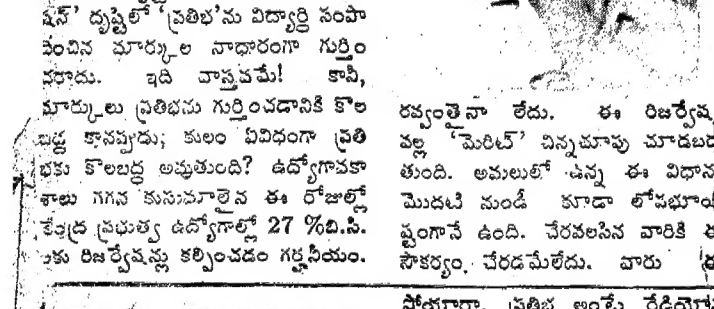 షన్' దృష్టిలో 'ప్రతిభ'ను విద్యార్థి సంపా
దించిన మార్కుల నాధారంగా గుర్తిం
చరాదు. ఇది వాస్తవమే! కానీ,
మార్కులు ప్రతిభను గుర్తించడానికి కొల
బద్ద కానప్పుడు; కులం ఏవిధంగా ప్రతి
భకు కొలబద్ధ అవుతుంది? ఉద్యోగావకా
శాలు గగన కుసుమాలైన ఈ రోజుల్లో
కేంద్ర ప్రభుత్వ ఉద్యోగాల్లో 27 %బి.సి.
లకు రిజర్వేషన్లు కల్పించడం గర్హనీయం.
రవ్వంతైనా లేదు. ఈ రిజర్వేష
వల్ల 'మెరిట్' చిన్నచూపు చూడబడ
తుంది. అమలులో ఉన్న ఈ విధాన
మొదటి నుండీ కూడా లోపభూ
ష్టంగానే ఉంది. చేరవలసిన వారికి ఈ
సౌకర్యం చేరడమేలేదు. వారు
పోయారా. ప్రతిభ అంటే రేడియో